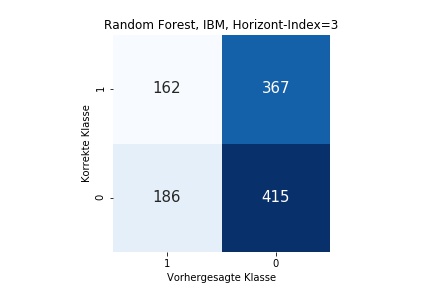 Random Forest, IBM, Horizont-Index=3
Korrekte Klasse
1
162
367
0
186
415
1
0
Vorhergesagte Klasse